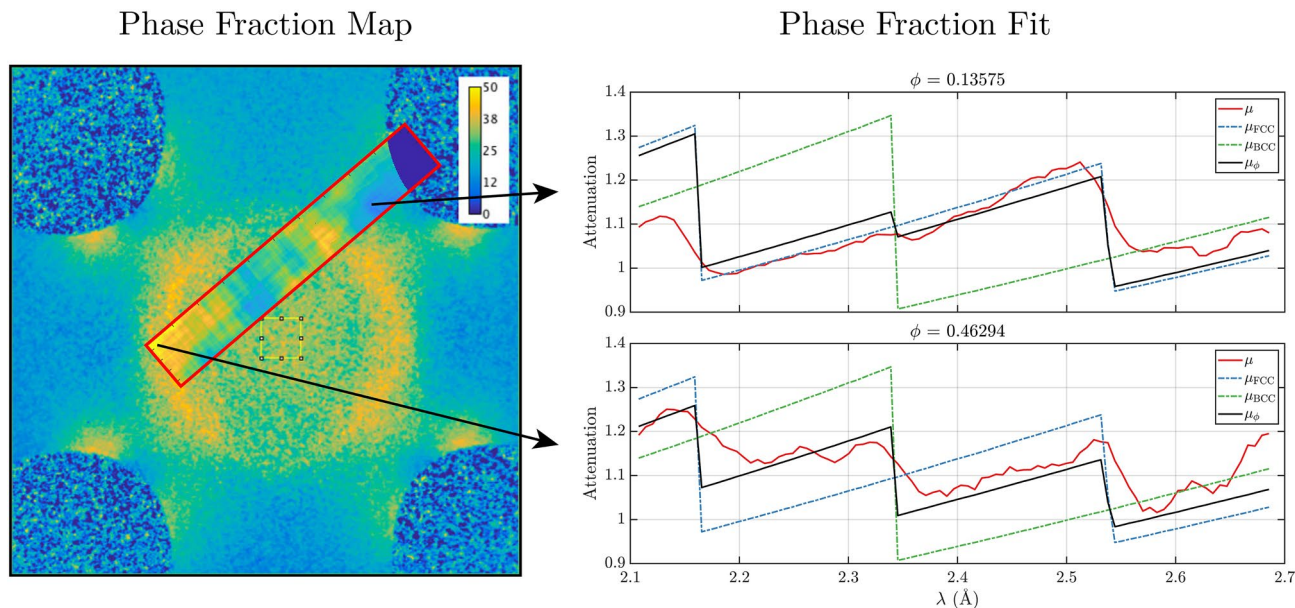 Phase Fraction Map
Phase Fraction Fit
50
37
25
12
0
ϕ = 0.13575
1.4
1.3
1.2
1.1
1
0.9
Attenuation
μ
μFCC
μBCC
μϕ
ϕ = 0.46294
1.4
1.3
1.2
1.1
1
0.9
Attenuation
μ
μFCC
μBCC
μϕ
2.1 2.2 2.3 2.4 2.5 2.6 2.7
λ (Å)